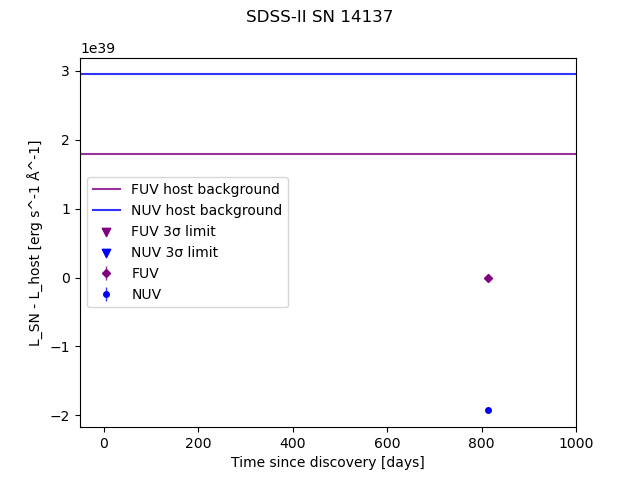 SDSS-II SN 14137
1e39
3
2
1
0
−1
−2
L_SN - L_host [erg s^-1 Å^-1]
FUV host background
NUV host background
FUV 3σ limit
NUV 3σ limit
FUV
NUV
0 200 400 600 800 1000
Time since discovery [days]